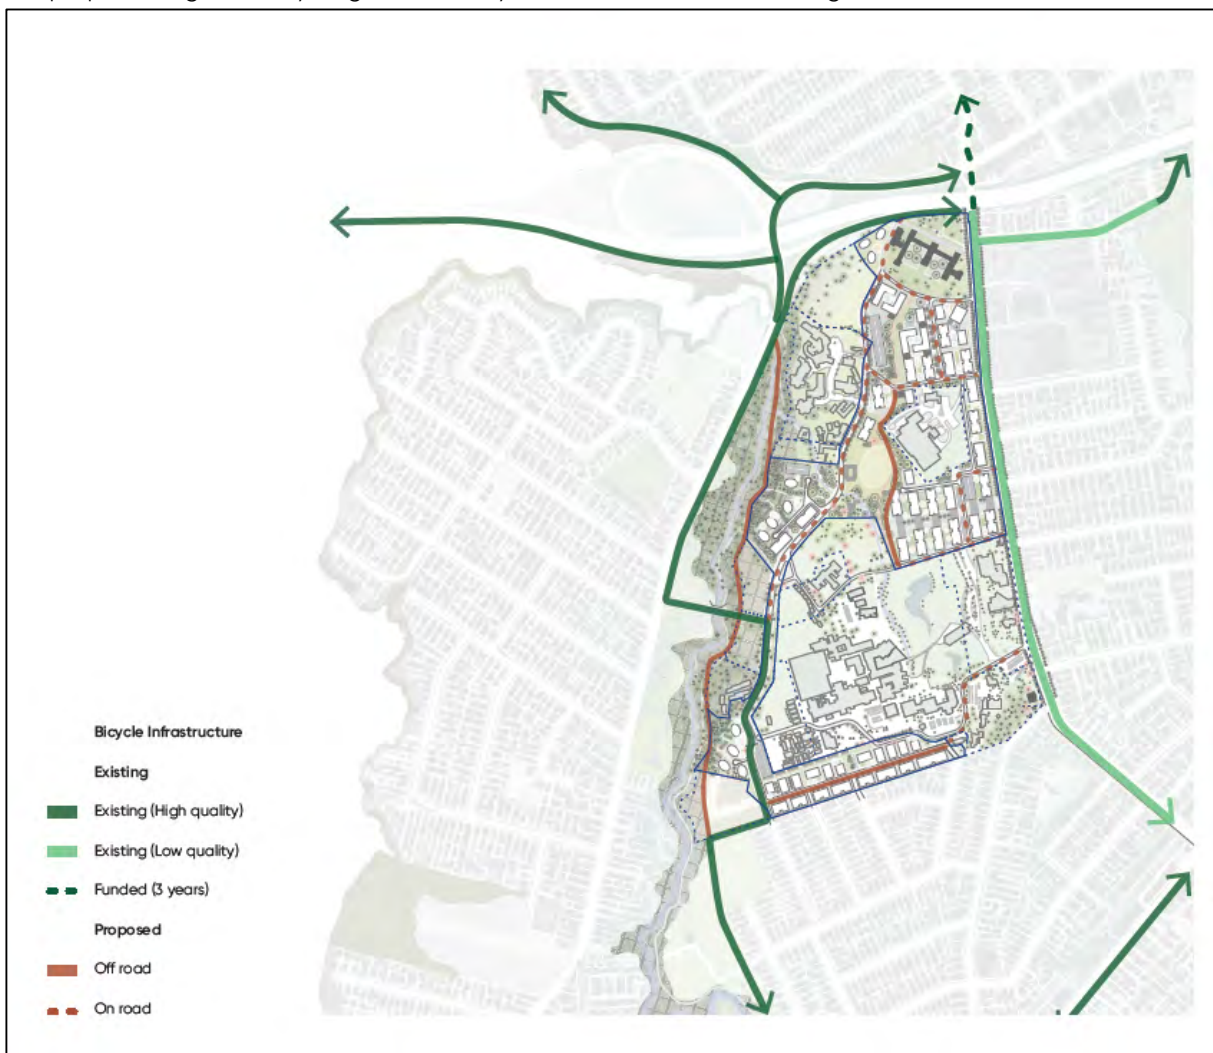 Bicycle Infrastructure
Existing
Existing (High quality)
Existing (Low quality)
Funded (3 years)
Proposed
Off road
On road